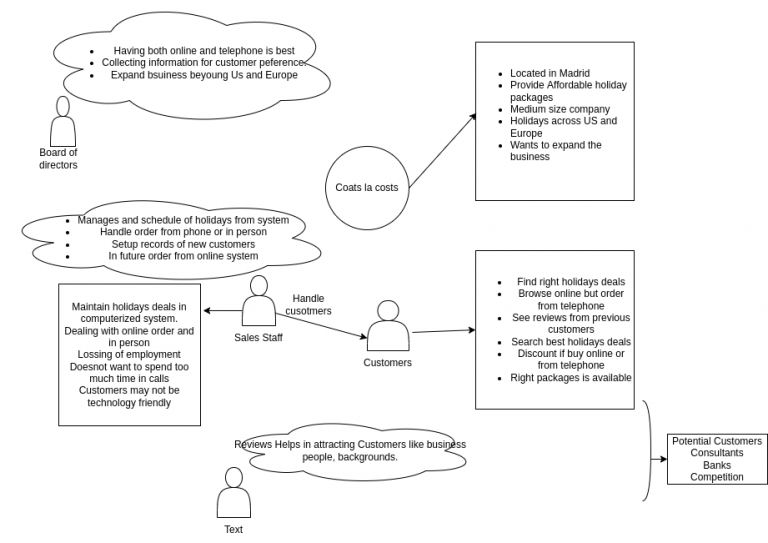 Having both online and telephone is best
Collecting information for customer peference.
Expand bsuiness beyoung Us and Europe
Board of
directors
Located in Madrid
Provide Affordable holiday
packages
Medium size company
Holidays across US and
Europe
Wants to expand the
business
Coats la costs
Manages and schedule of holidays from system
Handle order from phone or in person
Setup records of new customers
In future order from online system
Maintain holidays deals in
computerized system.
Dealing with online order and
in person
Lossing of employment
Doesnot want to spend too
much time in calls
Customers may not be
technology friendly
Sales Staff
Handle
cusotmers
Customers
Find right holidays deals
Browse online but order
from telephone
See reviews from previous
customers
Search best holidays deals
Discount if buy online or
from telephone
Right packages is available
Reviews Helps in attracting Customers like business
people, backgrounds.
Text
Potential Customers
Consultants
Banks
Competition